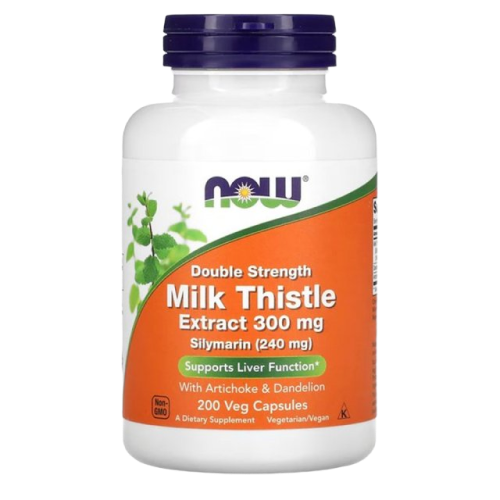 NOW®
Double Strength
Milk Thistle
Extract 300 mg
Silymarin (240 mg)
Supports Liver Function*
With Artichoke & Dandelion
200 Veg Capsules
Non-
GMO
A Dietary Supplement Vegetarian/Vegan
K